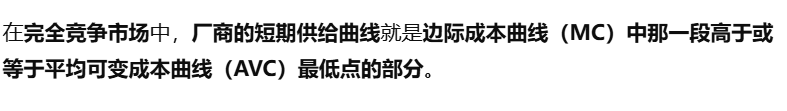 在完全竞争市场中，厂商的短期供给曲线就是边际成本曲线（MC）中那一段高于或
等于平均可变成本曲线（AVC）最低点的部分。